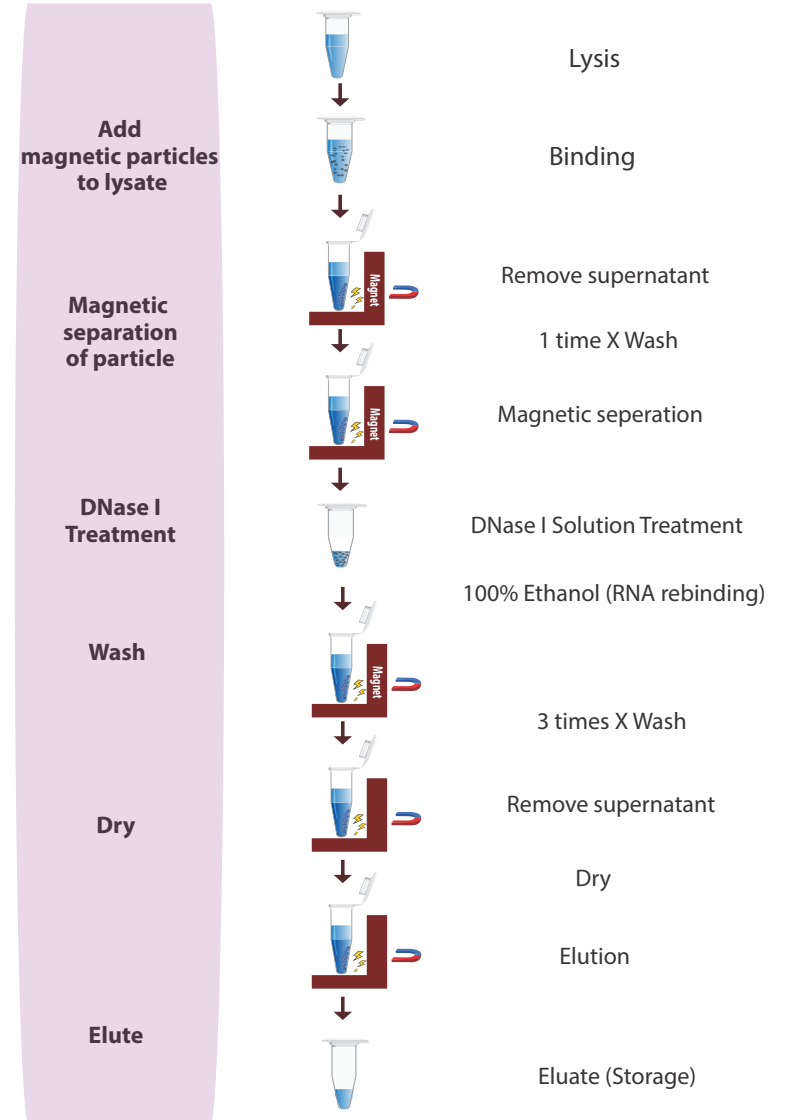 Lysis
Add
magnetic particles
to lysate
Binding
Magnet
Remove supernatant
Magnetic
separation
of particle
1 time X Wash
Magnet
Magnetic seperation
DNase I
Treatment
DNase I Solution Treatment
100% Ethanol (RNA rebinding)
Wash
Magnet
3 times X Wash
Dry
Remove supernatant
Dry
Elution
Elute
Eluate (Storage)